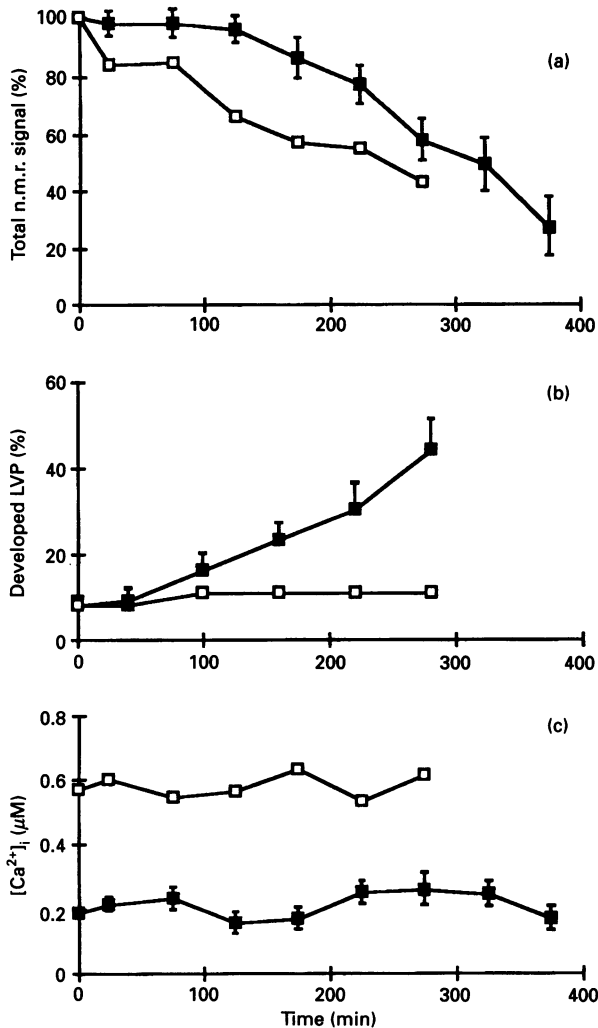 (a)
Total n.m.r. signal (%)
100
80
60
40
20
0
0 100 200 300 400
(b)
Developed LVP (%)
60
40
20
0
0 100 200 300 400
(c)
[Ca²⁺]ᵢ (μM)
0.8
0.6
0.4
0.2
0
0 100 200 300 400
Time (min)